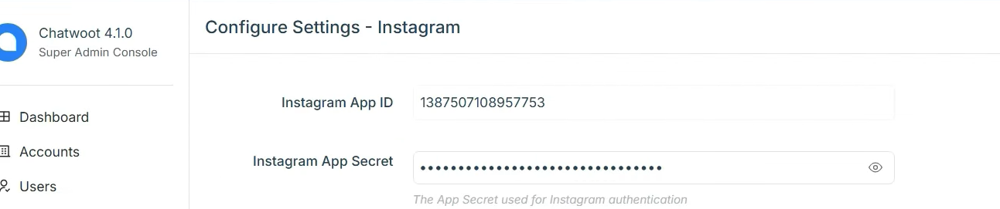 Chatwoot 4.1.0
Super Admin Console
Dashboard
Accounts
Users
Configure Settings - Instagram
Instagram App ID
1387507108957753
Instagram App Secret
••••••••••••••••••••••••••••••••
The App Secret used for Instagram authentication